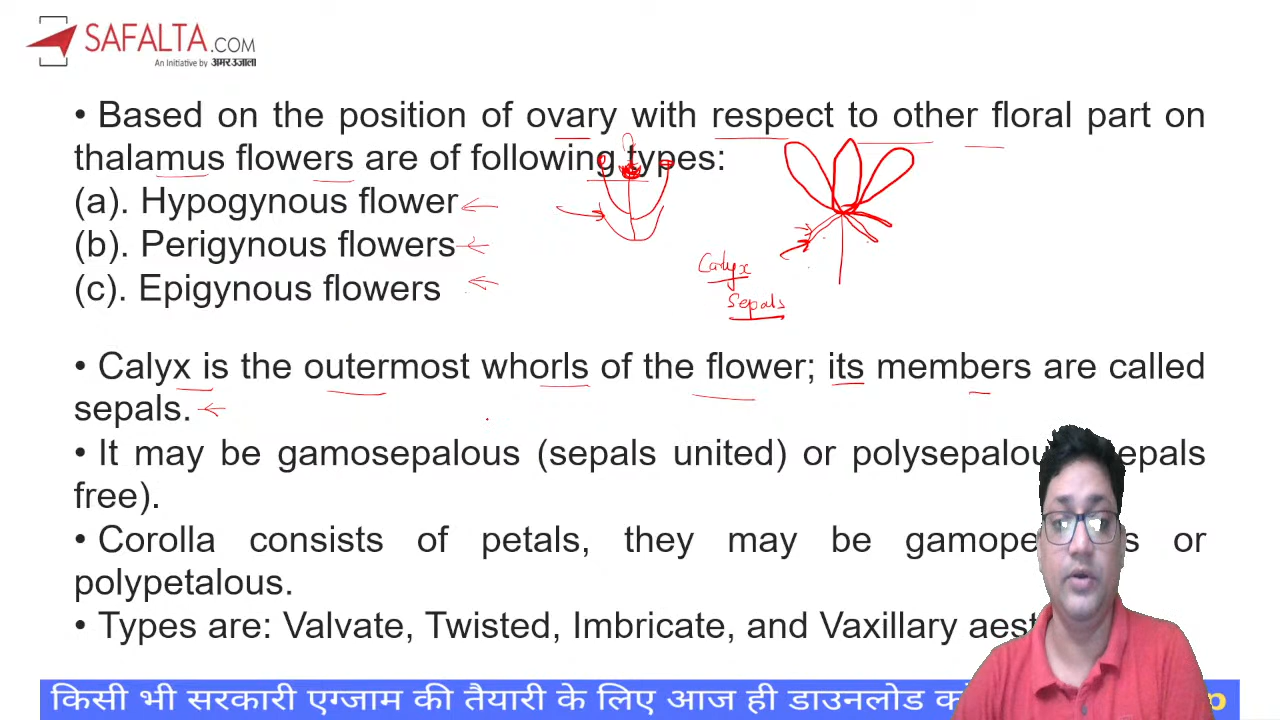 SAFALTA.COM
An Initiative by अमर उजाला
• Based on the position of ovary with respect to other floral part on
thalamus flowers are of following types:
(a). Hypogynous flower
(b). Perigynous flowers
(c). Epigynous flowers
Calyx
Sepals
• Calyx is the outermost whorls of the flower; its members are called
sepals.
• It may be gamosepalous (sepals united) or
free).
• Corolla consists of petals, they may be or
polypetalous.
• Types are: Valvate, Twisted, Imbricate, and Vaxillary
किसी भी सरकारी एग्जाम की तैयारी के लिए आज ही डाउनलोड